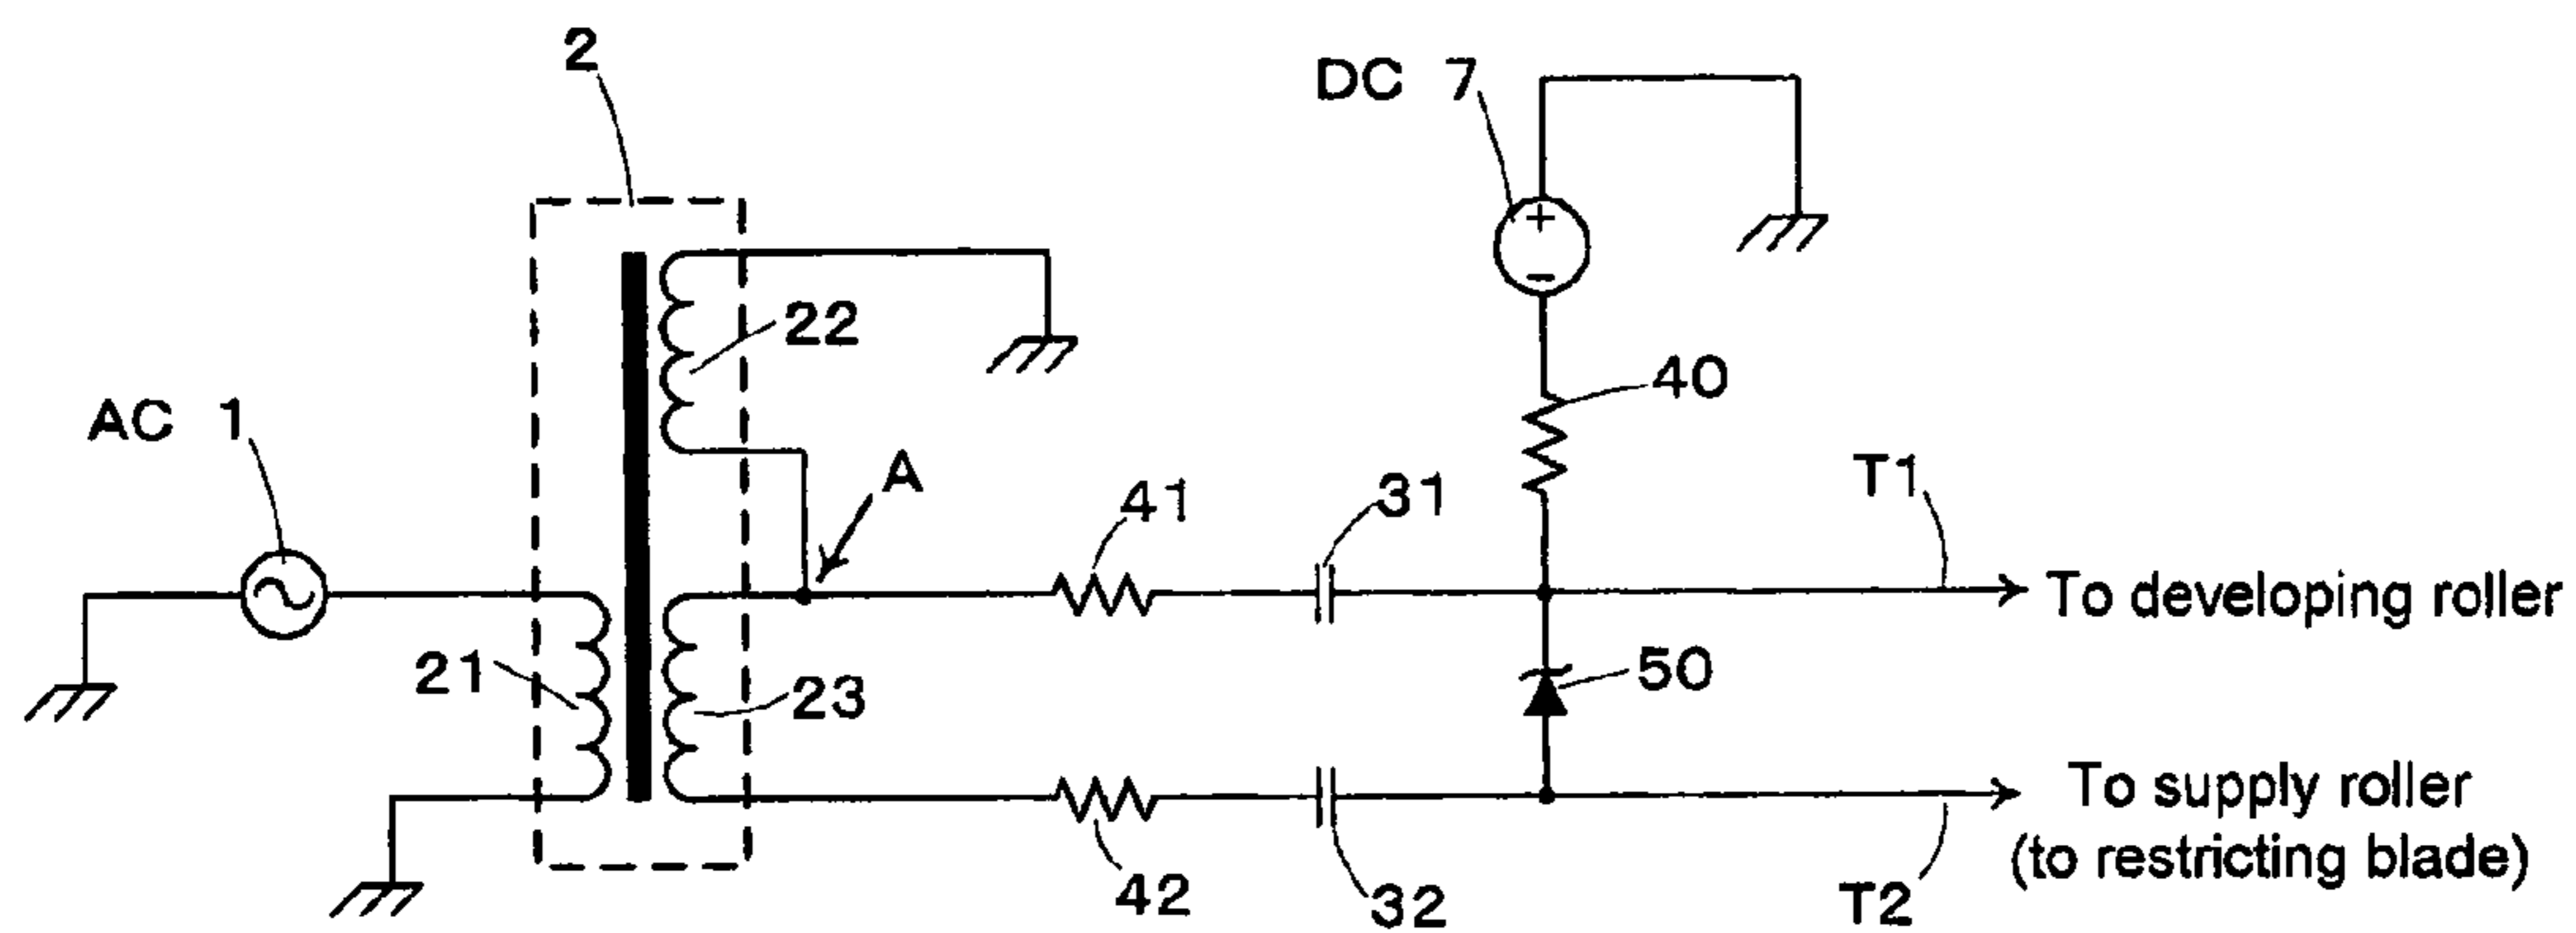 2
DC 7
+
-
22
40
AC 1
A
41
31
T1
To developing roller
21
23
50
To supply roller
(to restricting blade)
42
32
T2